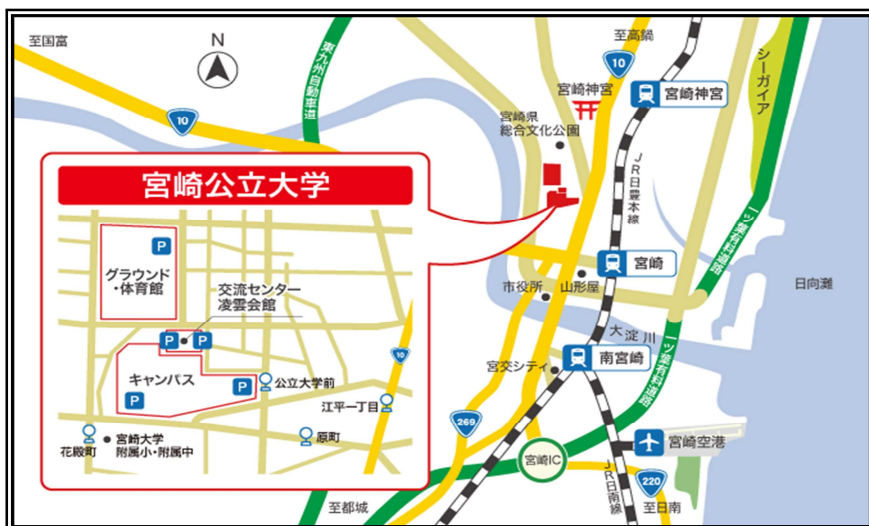 至国富
N
東九州自動車道
10
至高鍋
10
宮崎神宮
宮崎神宮
シーガイア
宮崎県
総合文化公園
JR日豊本線
一ツ葉有料道路
宮崎公立大学
P
グラウンド
・体育館
交流センター
凌雲会館
P
P
キャンパス
P
P
公立大学前
10
江平一丁目
原町
花殿町
宮崎大学
附属小・附属中
宮崎
市役所
山形屋
日向灘
大淀川
一ツ葉有料道路
南宮崎
宮交シティ
269
宮崎IC
宮崎空港
JR日南線
220
至都城
至日南